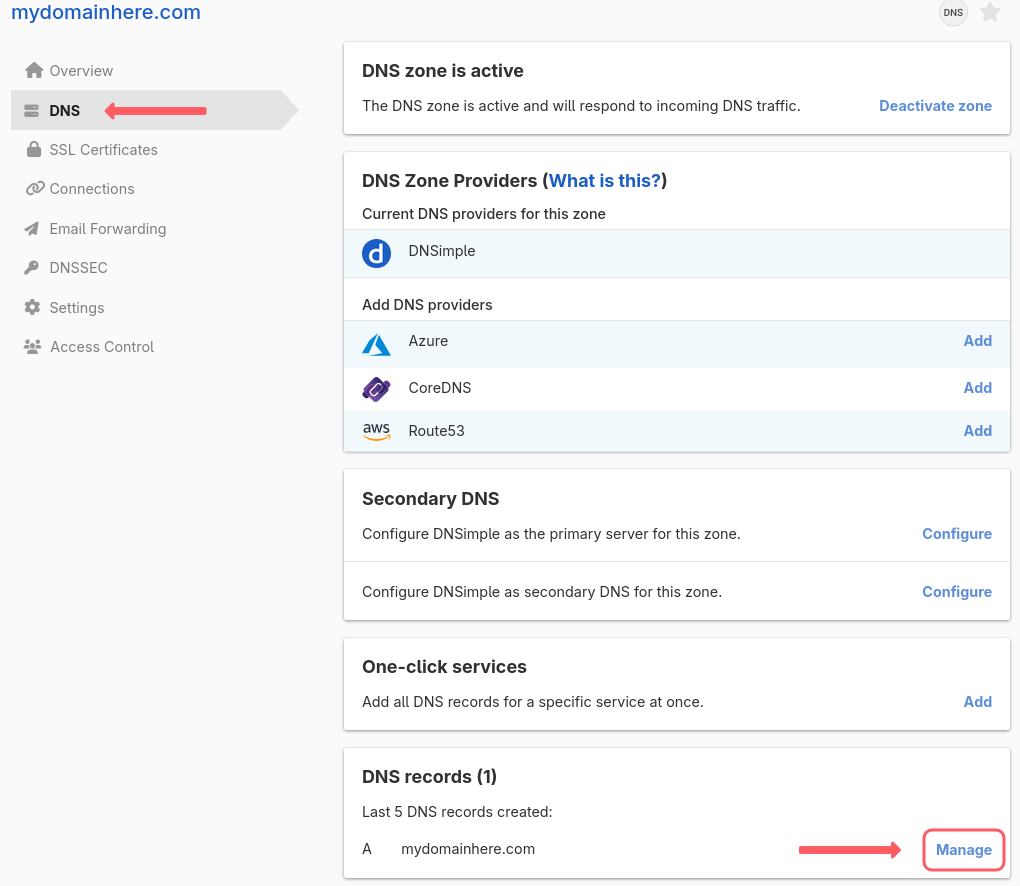 mydomainhere.com
DNS
Overview
DNS
SSL Certificates
Connections
Email Forwarding
DNSSEC
Settings
Access Control
DNS zone is active
The DNS zone is active and will respond to incoming DNS traffic. Deactivate zone
DNS Zone Providers (What is this?)
Current DNS providers for this zone
d DNSimple
Add DNS providers
Azure Add
CoreDNS Add
aws Route53 Add
Secondary DNS
Configure DNSimple as the primary server for this zone. Configure
Configure DNSimple as secondary DNS for this zone. Configure
One-click services
Add all DNS records for a specific service at once. Add
DNS records (1)
Last 5 DNS records created:
A mydomainhere.com Manage